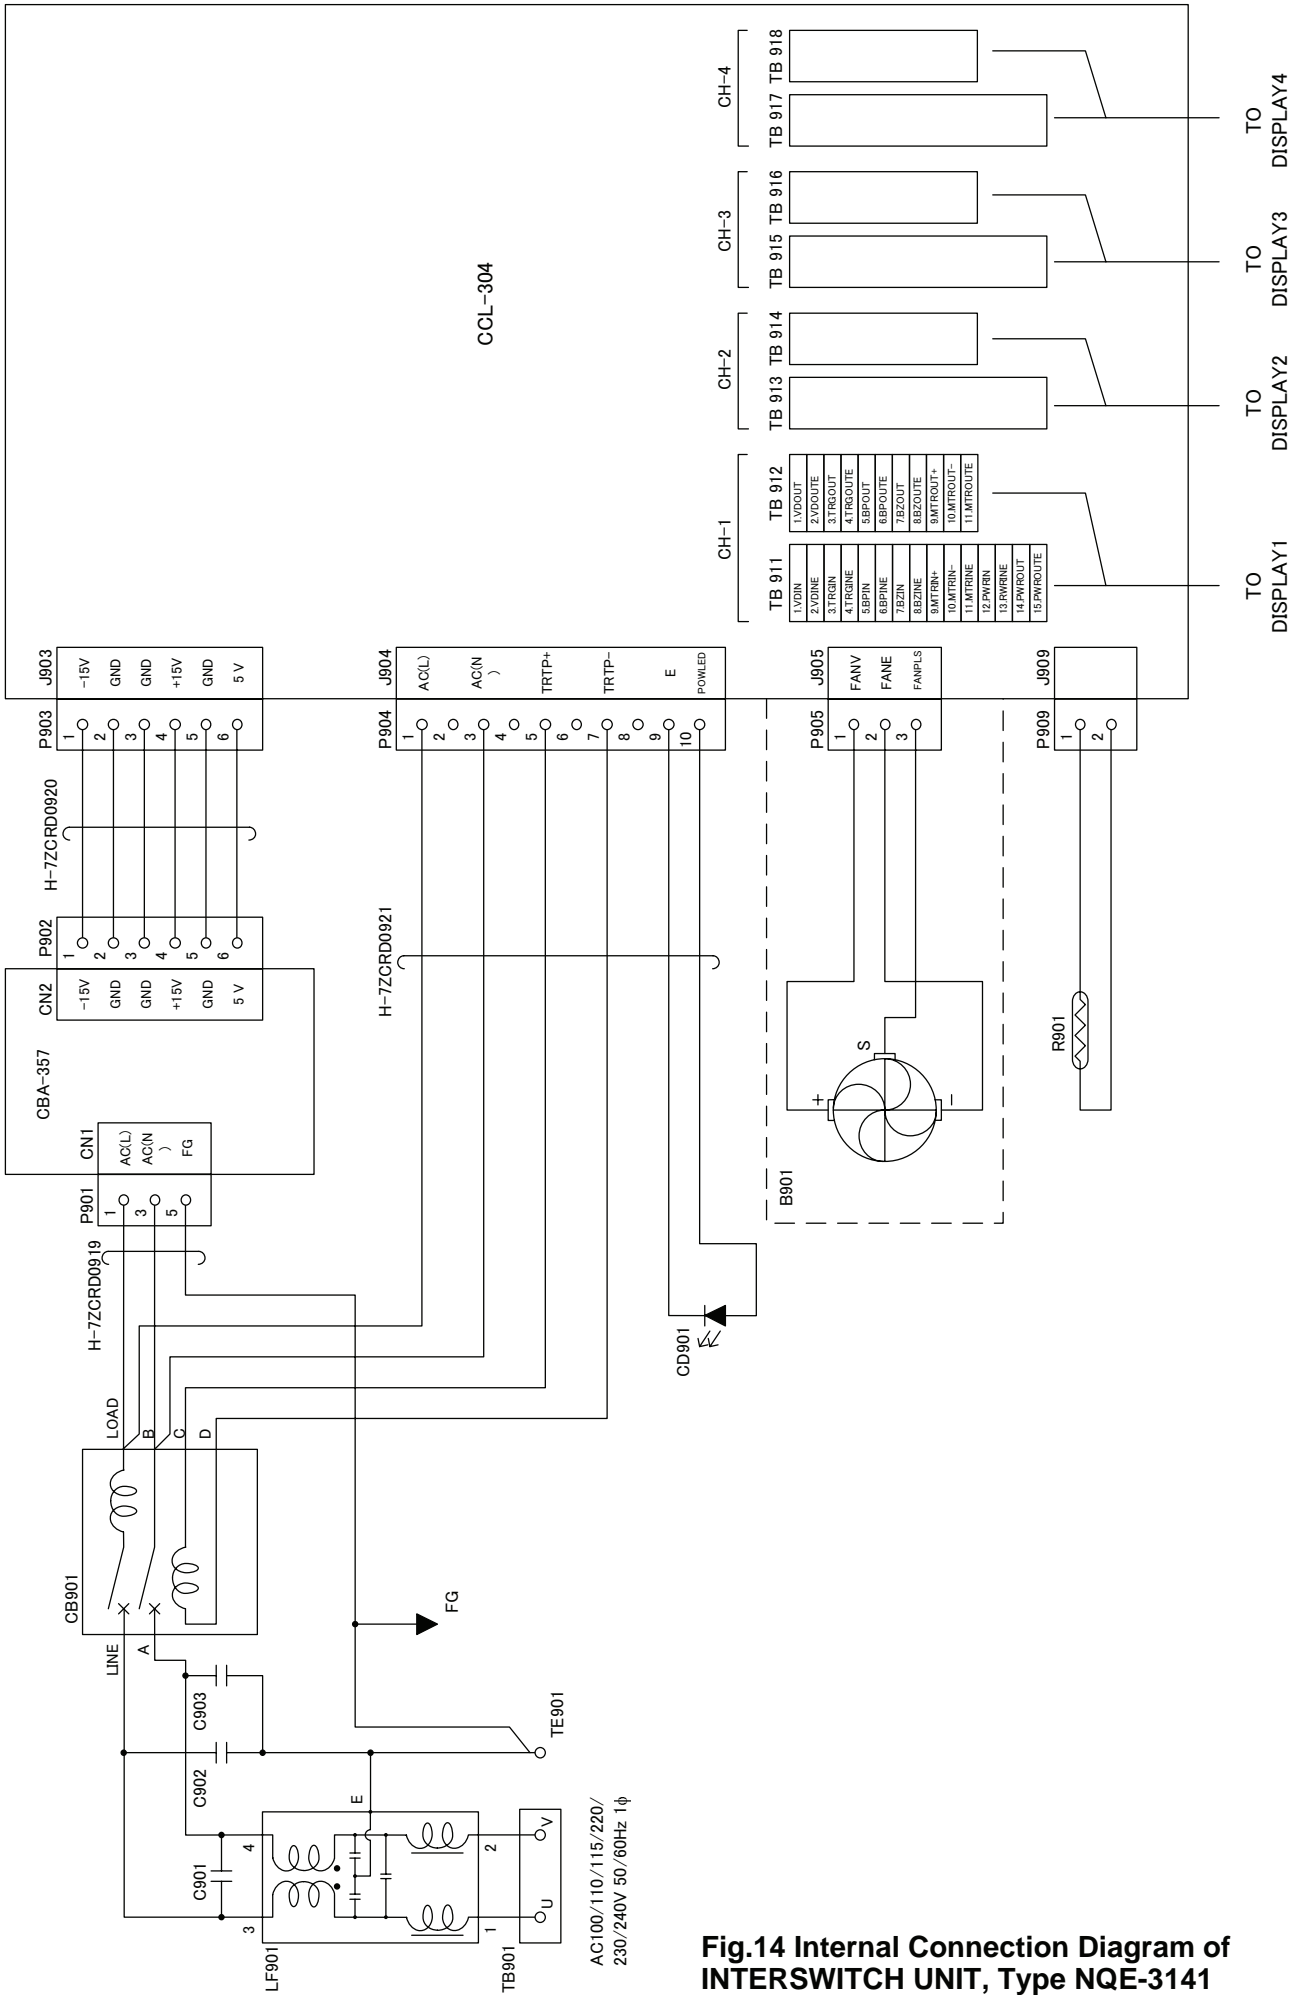 CCL-304
J903
-15V
GND
GND
+15V
GND
5 V
P903
1
2
3
4
5
6
H-7ZCRD0920
P902
1
2
3
4
5
6
CN2
-15V
GND
GND
+15V
GND
5 V
CBA-357
CN1
AC(L)
AC(N
)
FG
P901
1
3
5
H-7ZCRD0919
LOAD
B
C
D
CB901
LINE
A
C903
C902
C901
E
4
3
LF901
2
1
TB901
U
V
TE901
FG
AC100/110/115/220/
230/240V 50/60Hz 1ϕ
J904
AC(L)
AC(N
)
TRTP+
TRTP-
E
POWLED
P904
1
2
3
4
5
6
7
8
9
10
H-7ZCRD0921
CD901
J905
FANV
FANE
FANPLS
P905
1
2
3
B901
+
S
-
J909
P909
1
2
R901
CH-1
TB 911
1.VDIN
2.VDINE
3.TRGIN
4.TRGINE
5.BPIN
6.BPINE
7.BZIN
8.BZINE
9.MTRIN+
10.MTRIN-
11.MTRINE
12.PWRIN
13.RWRINE
14.PWROUT
15.PWROUTE
TB 912
1.VDOUT
2.VDOUTE
3.TRGOUT
4.TRGOUTE
5.BPOUT
6.BPOUTE
7.BZOUT
8.BZOUTE
9.MTROUT+
10.MTROUT-
11.MTROUTE
TO
DISPLAY1
CH-2
TB 913
TB 914
TO
DISPLAY2
CH-3
TB 915
TB 916
TO
DISPLAY3
CH-4
TB 917
TB 918
TO
DISPLAY4
Fig.14 Internal Connection Diagram of
INTERSWITCH UNIT, Type NQE-3141